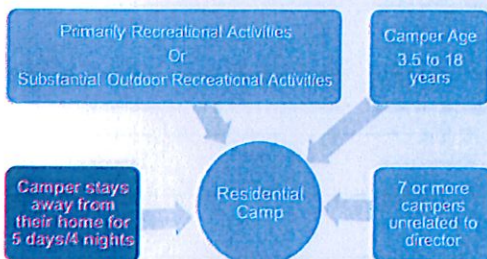 Primarily Recreational Activities
Or
Substantial Outdoor Recreational Activities
Camper Age
3.5 to 18
years
Camper stays
away from
their home for
5 days/4 nights
Residential
Camp
7 or more
campers
unrelated to
director